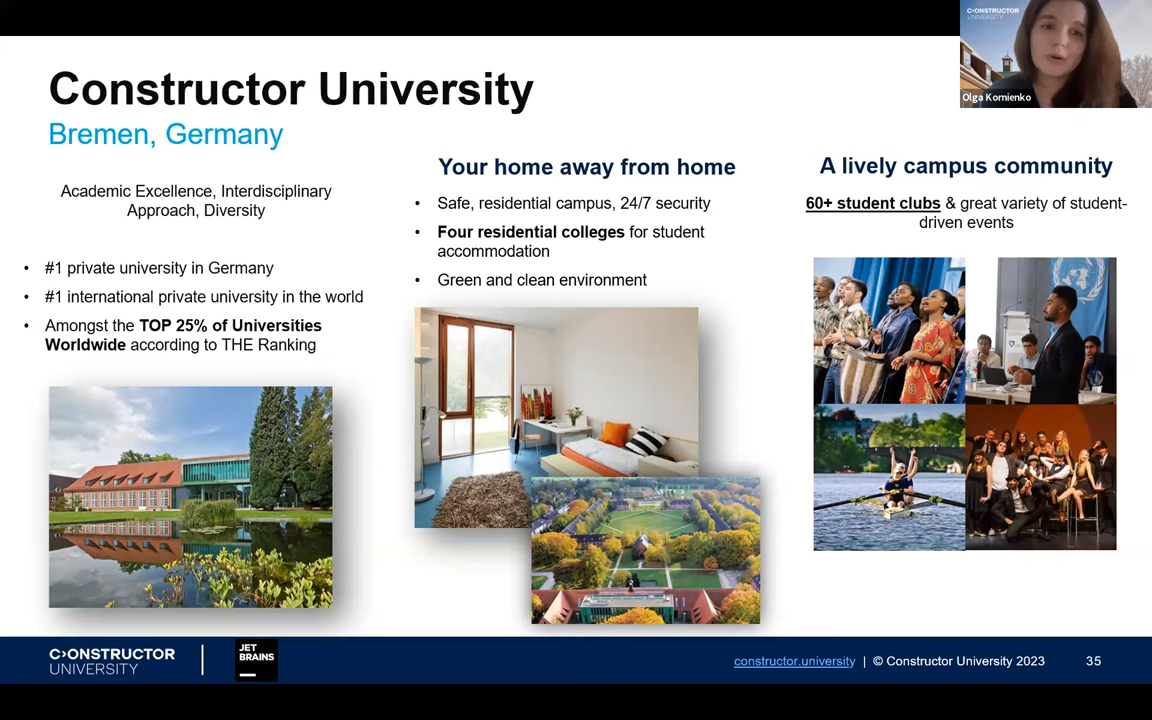 Constructor University
Bremen, Germany
Academic Excellence, Interdisciplinary
Approach, Diversity
• #1 private university in Germany
• #1 international private university in the world
• Amongst the TOP 25% of Universities
Worldwide according to THE Ranking
Your home away from home
• Safe, residential campus, 24/7 security
• Four residential colleges for student
accommodation
• Green and clean environment
A lively campus community
60+ student clubs & great variety of student-
driven events
C>ONSTRUCTOR
UNIVERSITY
Olga Kornienko
C>ONSTRUCTOR
UNIVERSITY
JET
BRAINS
constructor.university | © Constructor University 2023 35